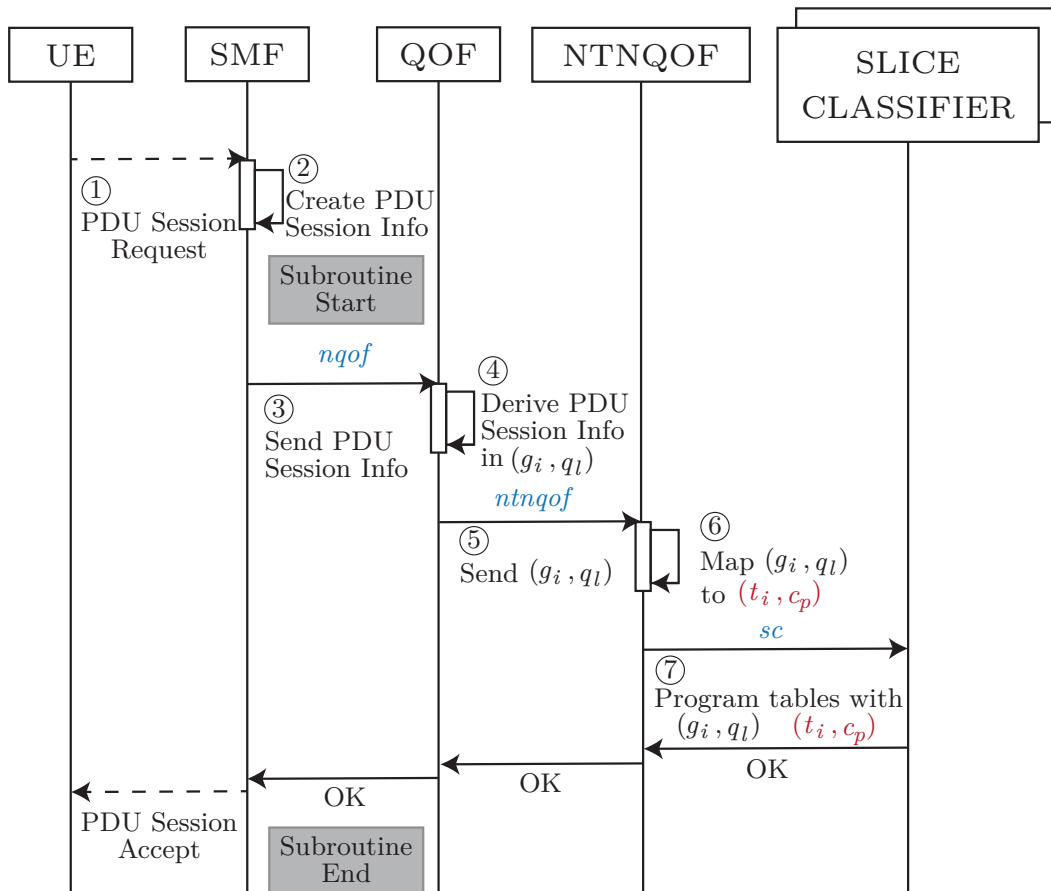 UE
SMF
QOF
NTNQOF
SLICE
CLASSIFIER
①
PDU Session
Request
②
Create PDU
Session Info
Subroutine
Start
nqof
③
Send PDU
Session Info
④
Derive PDU
Session Info
in (g_i, q_l)
ntnqof
⑤
Send (g_i, q_l)
⑥
Map (g_i, q_l)
to (t_i, c_p)
sc
⑦
Program tables with
(g_i, q_l) (t_i, c_p)
OK
OK
OK
PDU Session
Accept
Subroutine
End